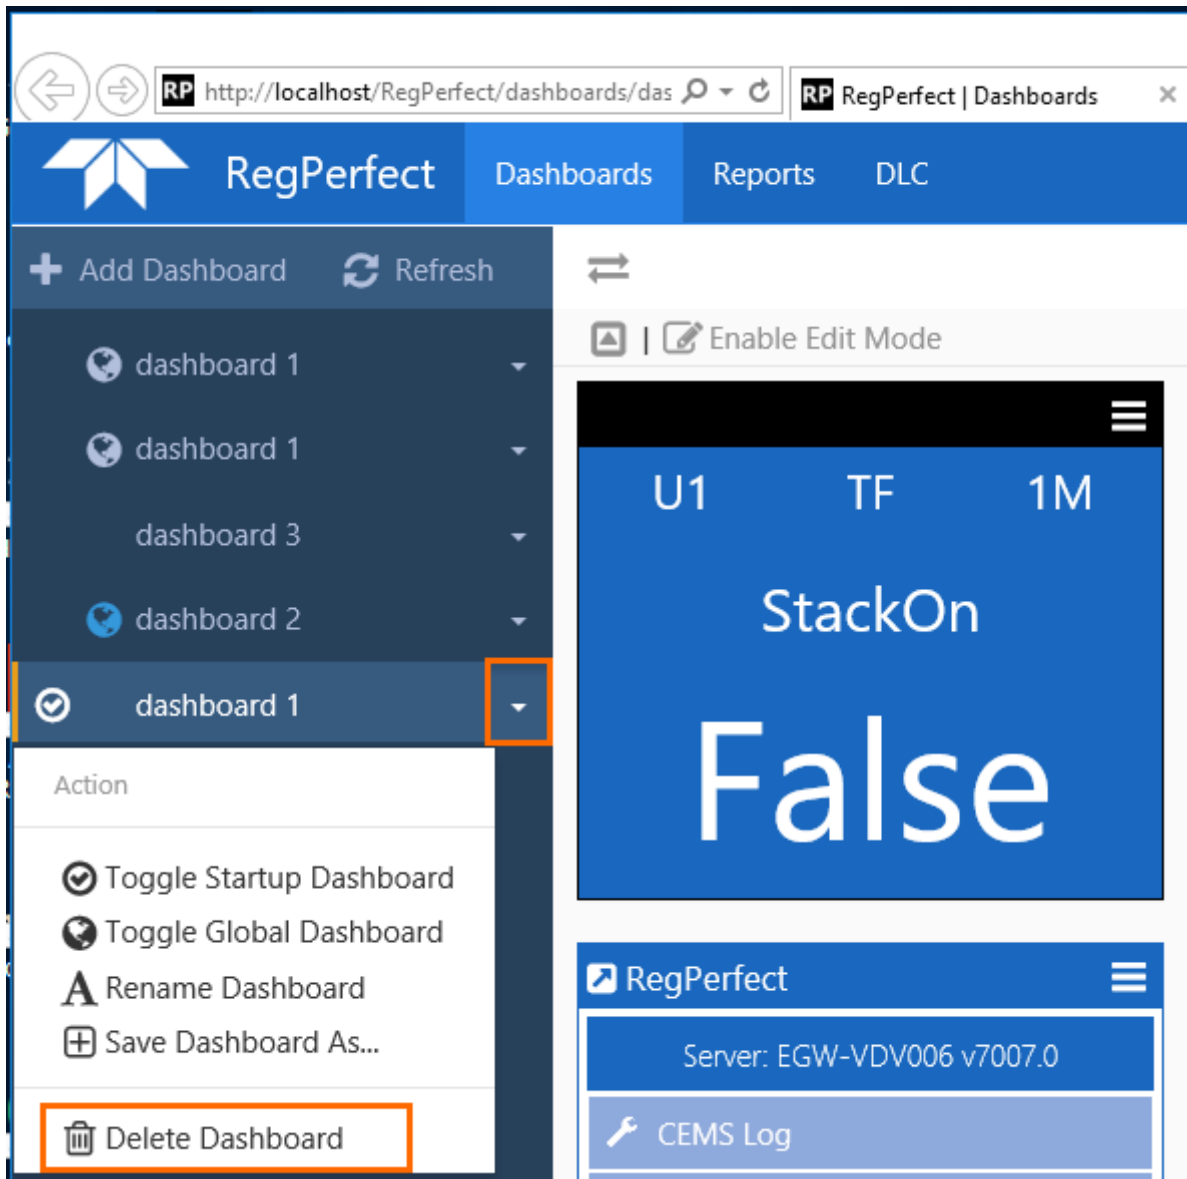 RP http://localhost/RegPerfect/dashboards/das
RP RegPerfect | Dashboards
RegPerfect Dashboards Reports DLC
Add Dashboard Refresh
Enable Edit Mode
dashboard 1
dashboard 1
dashboard 3
dashboard 2
dashboard 1
Action
Toggle Startup Dashboard
Toggle Global Dashboard
A Rename Dashboard
Save Dashboard As...
Delete Dashboard
U1 TF 1M
StackOn
False
RegPerfect
Server: EGW-VDV006 v7007.0
CEMS Log